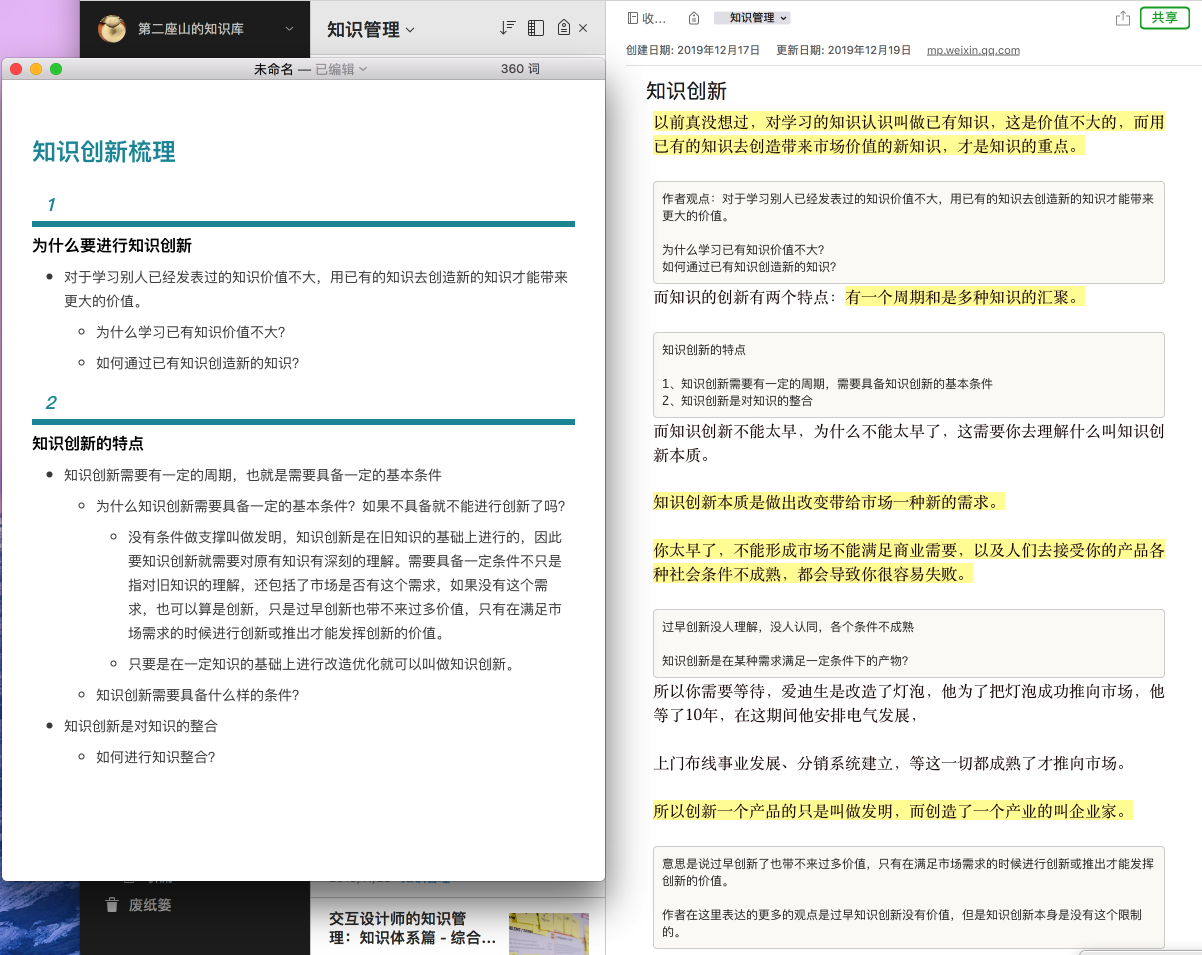 第二座山的知识库
知识管理
未命名 — 已编辑
360 词
知识创新梳理
1
为什么要进行知识创新
对于学习别人已经发表过的知识价值不大，用已有的知识去创造新的知识才能带来
更大的价值。
为什么学习已有知识价值不大?
如何通过已有知识创造新的知识?
2
知识创新的特点
知识创新需要有一定的周期，也就是需要具备一定的基本条件
为什么知识创新需要具备一定的基本条件？如果不具备就不能进行创新了吗?
没有条件做支撑叫做发明，知识创新是在旧知识的基础上进行的，因此
要知识创新就需要对原有知识有深刻的理解。需要具备一定条件不只是
指对旧知识的理解，还包括了市场是否有这个需求，如果没有这个需
求，也可以算是创新，只是过早创新也带不来过多价值，只有在满足市
场需求的时候进行创新或推出才能发挥创新的价值。
只要是在一定知识的基础上进行改造优化就可以叫做知识创新。
知识创新需要具备什么样的条件?
知识创新是对知识的整合
如何进行知识整合?
废纸篓
交互设计师的知识管
理：知识体系篇 - 综合...
收...
知识管理
共享
创建日期: 2019年12月17日 更新日期: 2019年12月19日 mp.weixin.qq.com
知识创新
以前真没想过，对学习的知识认识叫做已有知识，这是价值不大的，而用
已有的知识去创造带来市场价值的新知识，才是知识的重点。
作者观点：对于学习别人已经发表过的知识价值不大，用已有的知识去创造新的知识才能带来
更大的价值。
为什么学习已有知识价值不大?
如何通过已有知识创造新的知识?
而知识的创新有两个特点：有一个周期和是多种知识的汇聚。
知识创新的特点
1、知识创新需要有一定的周期，需要具备知识创新的基本条件
2、知识创新是对知识的整合
而知识创新不能太早，为什么不能太早了，这需要你去理解什么叫知识创
新本质。
知识创新本质是做出改变带给市场一种新的需求。
你太早了，不能形成市场不能满足商业需要，以及人们去接受你的产品各
种社会条件不成熟，都会导致你很容易失败。
过早创新没人理解，没人认同，各个条件不成熟
知识创新是在某种需求满足一定条件下的产物?
所以你需要等待，爱迪生是改造了灯泡，他为了把灯泡成功推向市场，他
等了10年，在这期间他安排电气发展，
上门布线事业发展、分销系统建立，等这一切都成熟了才推向市场。
所以创新一个产品的只是叫做发明，而创造了一个产业的叫企业家。
意思是说过早创新了也带不来过多价值，只有在满足市场需求的时候进行创新或推出才能发挥
创新的价值。
作者在这里表达的更多的观点是过早知识创新没有价值，但是知识创新本身是没有这个限制
的。